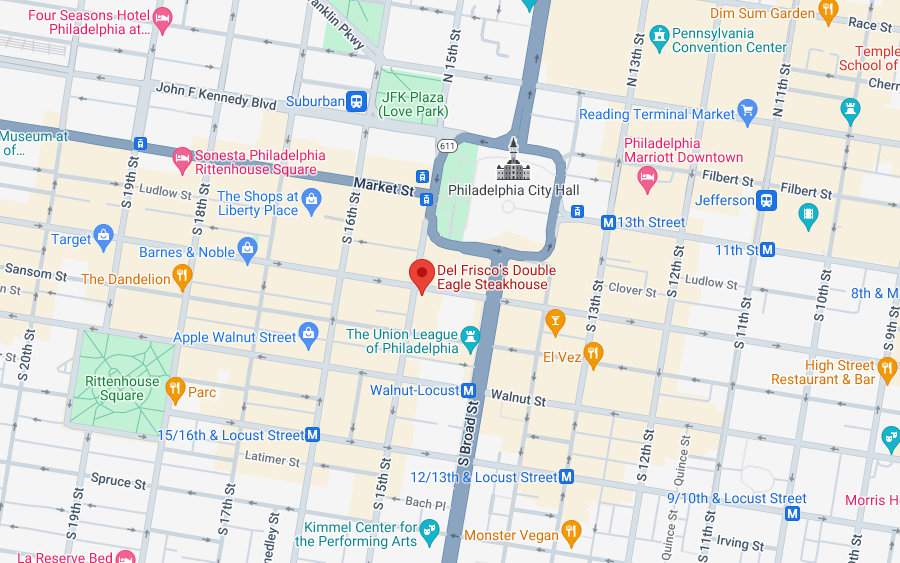 Four Seasons Hotel
Philadelphia at...
Franklin Pkwy
N 15th St
Dim Sum Garden
Race St
Pennsylvania
Convention Center
N 13th St
Temple
School of
Cherr
N 11th St
John F Kennedy Blvd
Suburban
JFK Plaza
(Love Park)
Reading Terminal Market
Museum at
of...
611
Philadelphia
Marriott Downtown
Sonesta Philadelphia
Rittenhouse Square
S 19th St
Market St
Philadelphia City Hall
Filbert St
Filbert St
Jefferson
Ludlow St
S 18th St
The Shops at
Liberty Place
S 16th St
13th Street
11th St
Target
Barnes & Noble
Sansom St
The Dandelion
Del Frisco's Double
Eagle Steakhouse
Clover St
S 12th St
Ludlow St
S 10th St
8th & M
S 13th St
S 11th St
S 9th St
Apple Walnut Street
The Union League
of Philadelphia
El Vez
S 20th St
High Street
Restaurant & Bar
Rittenhouse
Square
Parc
Walnut-Locust
Walnut St
15/16th & Locust Street
S Broad St
Latimer St
S 12th St
Quince St
12/13th & Locust Street
Spruce St
S 15th St
S 17th St
S 19th St
Bach Pl
9/10th & Locust Street
Morris H
Kimmel Center for
the Performing Arts
Monster Vegan
Quince St
S 11th St
Irving St
medley St
La Reserve Bed